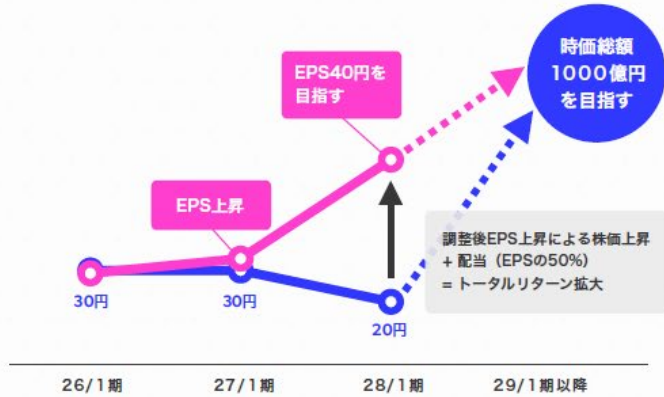 時価総額
1000億円
を目指す
EPS40円を
目指す
EPS上昇
調整後EPS上昇による株価上昇
+ 配当（EPSの50%）
= トータルリターン拡大
30円
30円
20円
26/1期
27/1期
28/1期
29/1期以降